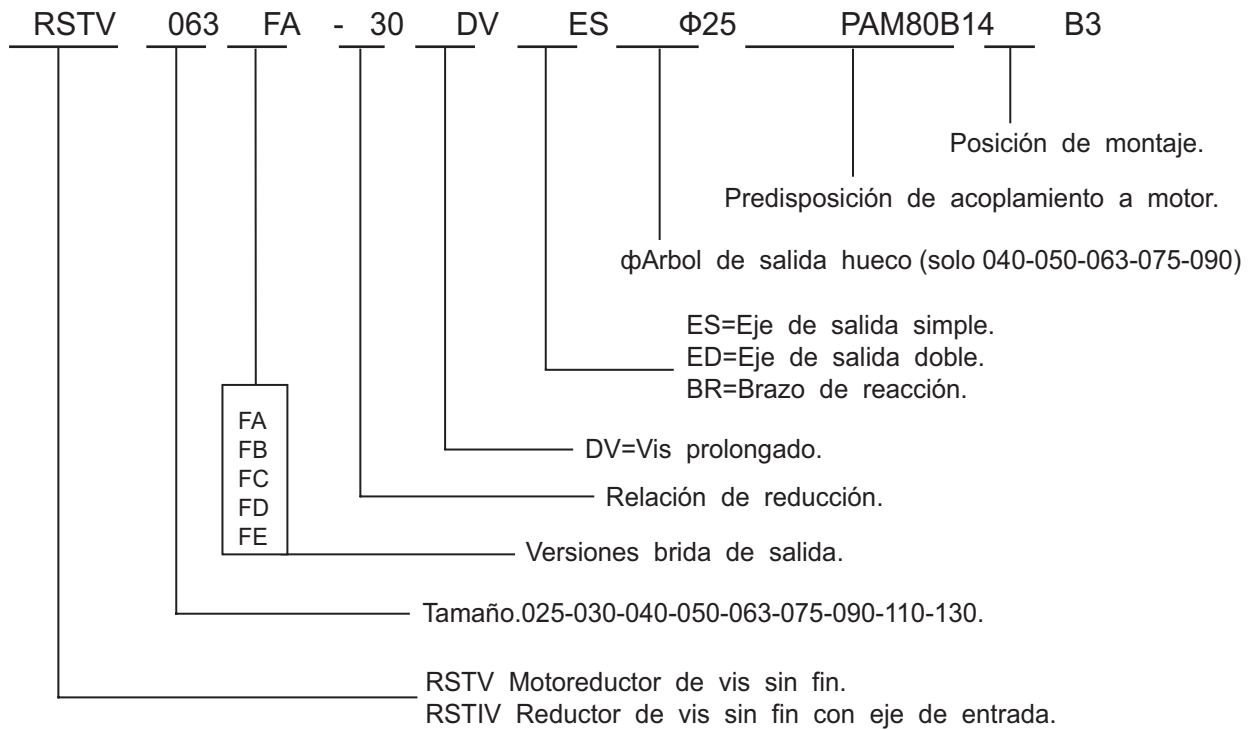 RSTV 063 FA - 30 DV ES Φ25 PAM80B14 B3
Posición de montaje.
Predisposición de acoplamiento a motor.
фArbol de salida hueco (solo 040-050-063-075-090)
ES=Eje de salida simple.
ED=Eje de salida doble.
BR=Brazo de reacción.
FA
FB
FC
FD
FE
DV=Vis prolongado.
Relación de reducción.
Versiones brida de salida.
Tamaño.025-030-040-050-063-075-090-110-130.
RSTV Motoreductor de vis sin fin.
RSTIV Reductor de vis sin fin con eje de entrada.